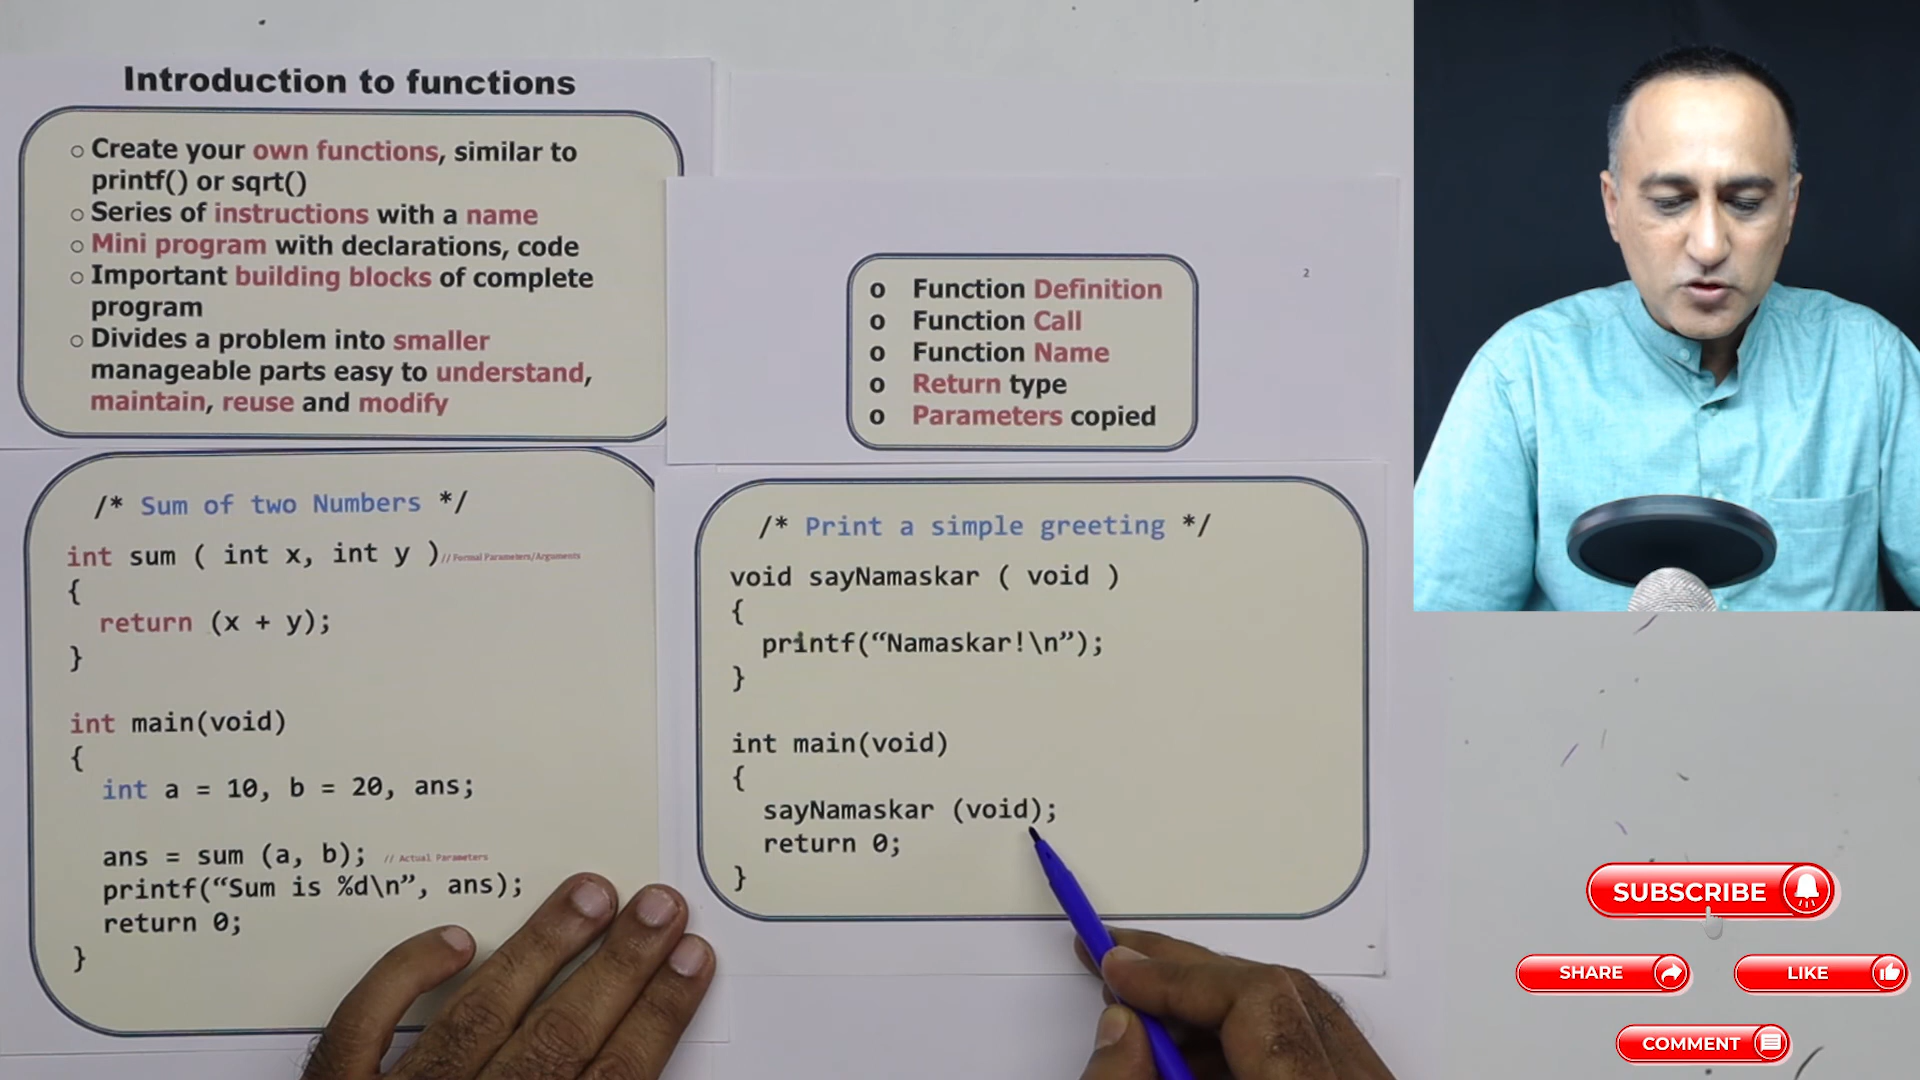 Introduction to functions
○ Create your own functions, similar to
printf() or sqrt()
○ Series of instructions with a name
○ Mini program with declarations, code
○ Important building blocks of complete
program
○ Divides a problem into smaller
manageable parts easy to understand,
maintain, reuse and modify
2
o Function Definition
o Function Call
o Function Name
o Return type
o Parameters copied
/* Sum of two Numbers */
int sum ( int x, int y ) // Formal Parameters/Arguments
{
return (x + y);
}
int main(void)
{
int a = 10, b = 20, ans;
ans = sum (a, b); // Actual Parameters
printf(“Sum is %d\n”, ans);
return 0;
}
/* Print a simple greeting */
void sayNamaskar ( void )
{
printf(“Namaskar!\n”);
}
int main(void)
{
sayNamaskar (void);
return 0;
}
SUBSCRIBE
SHARE
LIKE
COMMENT